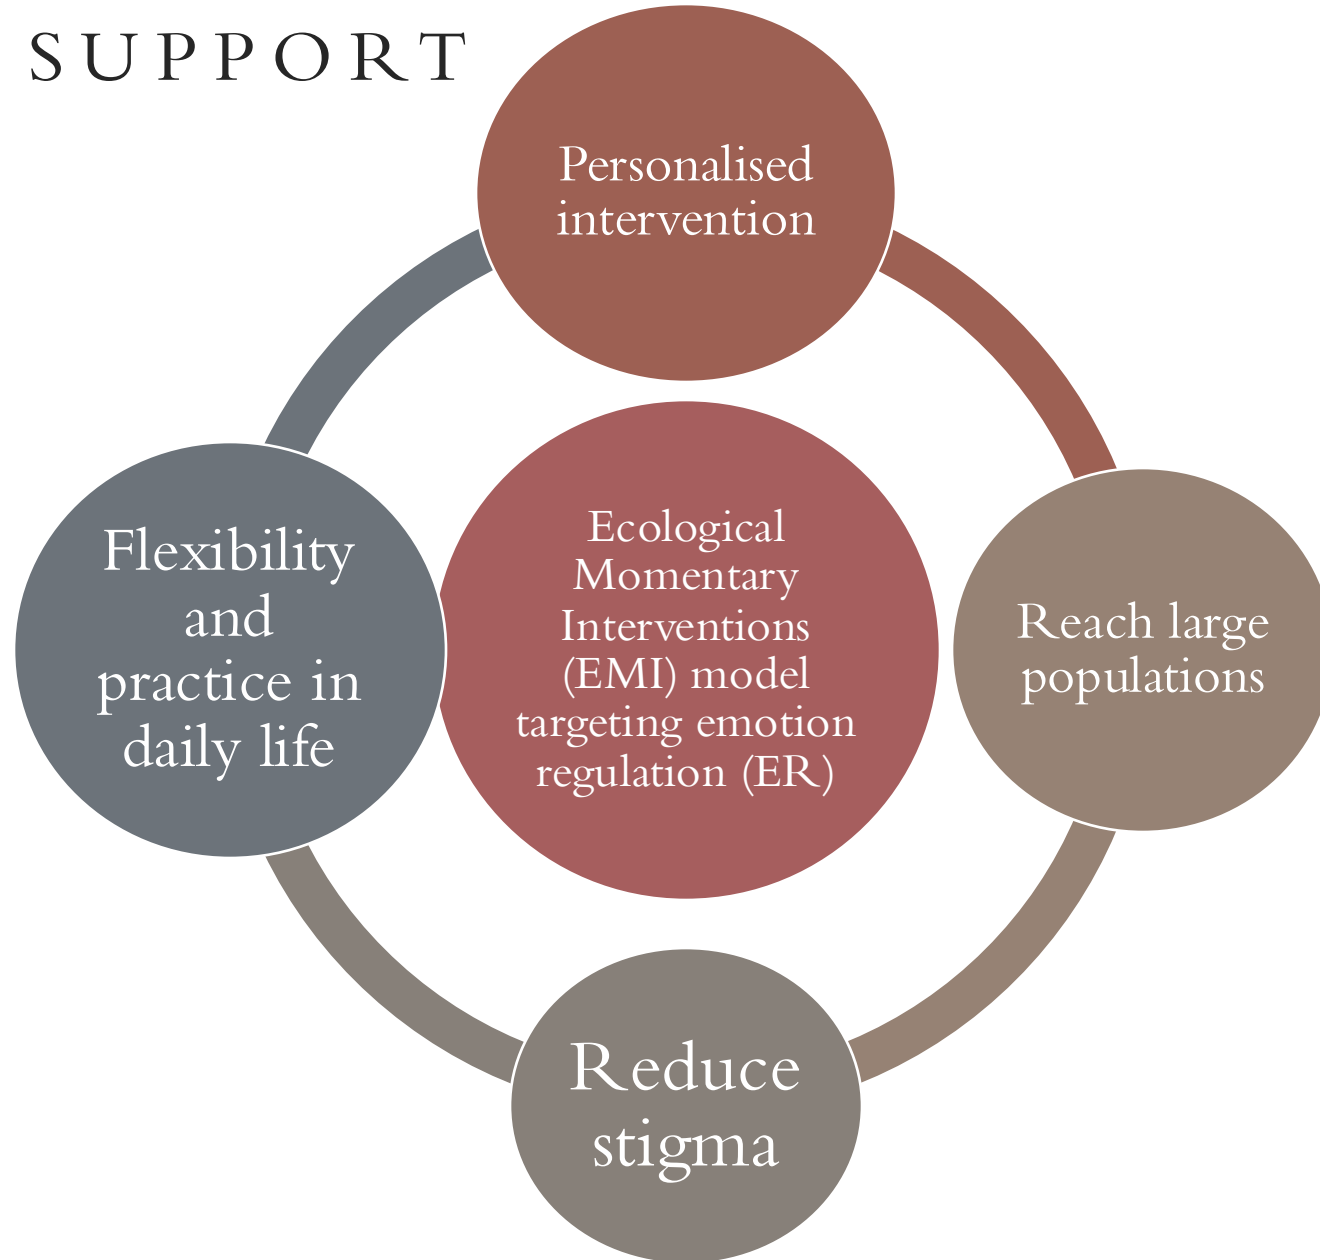 SUPPORT
Personalised
intervention
Ecological
Momentary
Interventions
(EMI) model
targeting emotion
regulation (ER)
Flexibility
and
practice in
daily life
Reach large
populations
Reduce
stigma